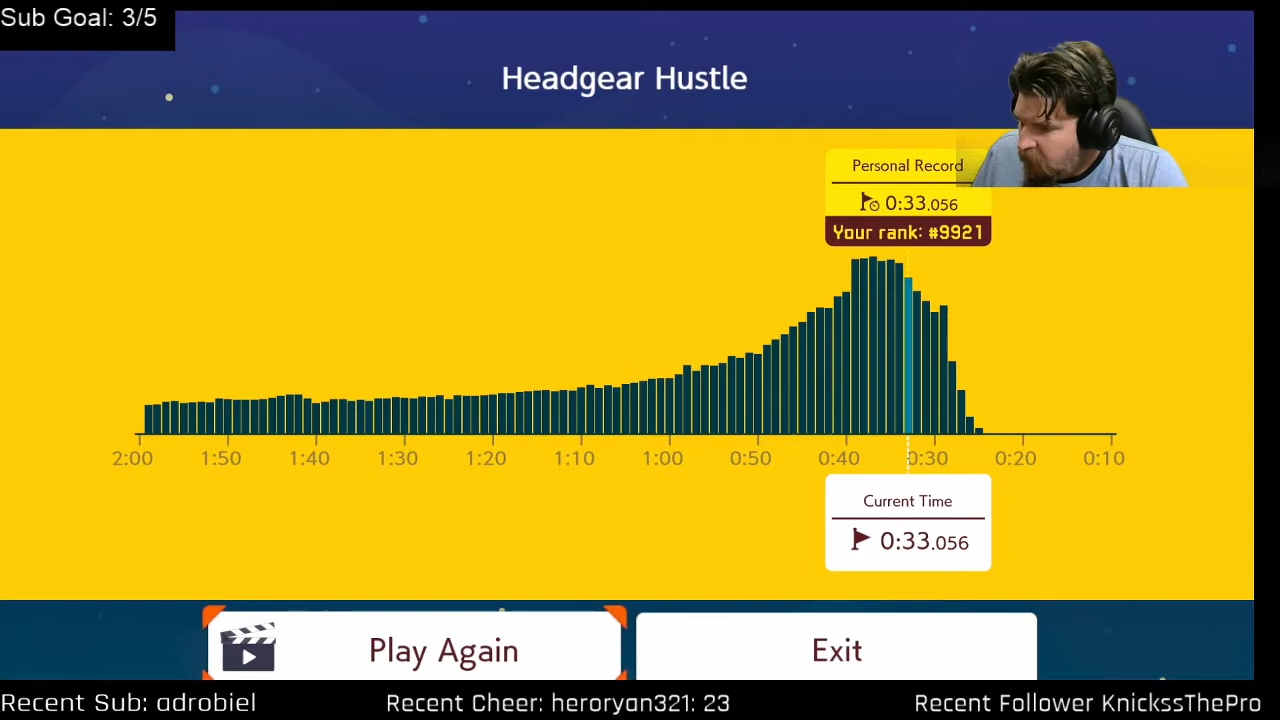 Sub Goal: 3/5
Headgear Hustle
Personal Record
0:33.056
Your rank: #9921
2:00 1:50 1:40 1:30 1:20 1:10 1:00 0:50 0:40 0:30 0:20 0:10
Current Time
0:33.056
Play Again Exit
Recent Sub: adrobiel Recent Cheer: heroryan321: 23 Recent Follower KnickssThePro